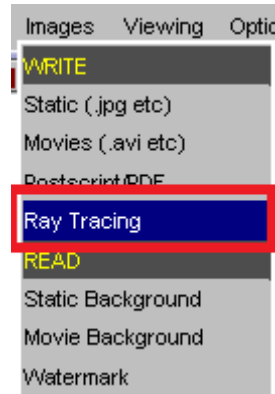 Images Viewing Optio
WRITE
Static (.jpg etc)
Movies (.avi etc)
Postscript/PDF
Ray Tracing
READ
Static Background
Movie Background
Watermark